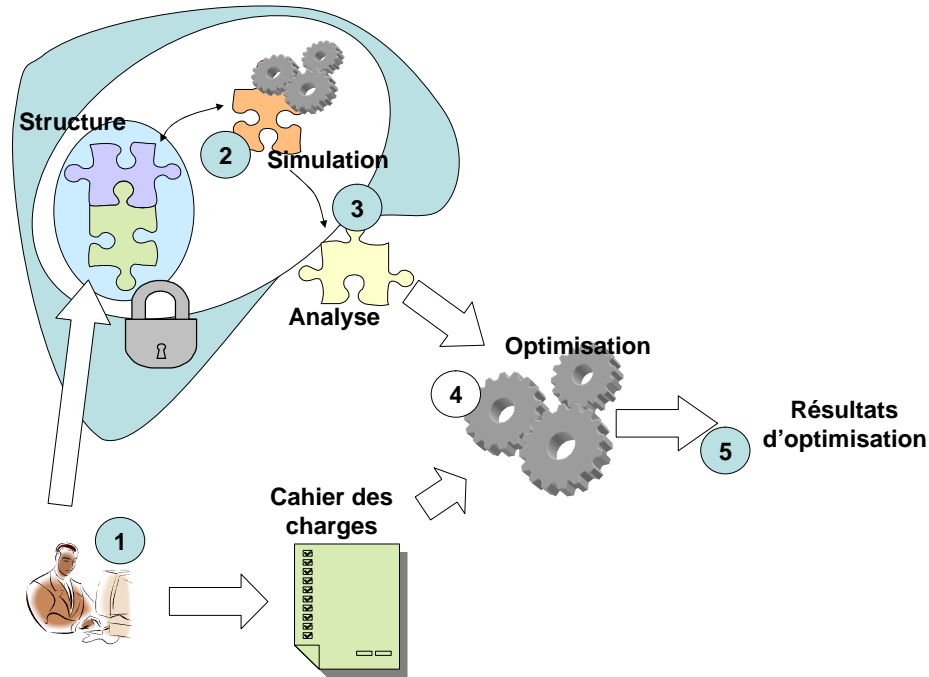 Structure
2
Simulation
3
Analyse
Optimisation
4
Résultats
d'optimisation
5
Cahier des
charges
1